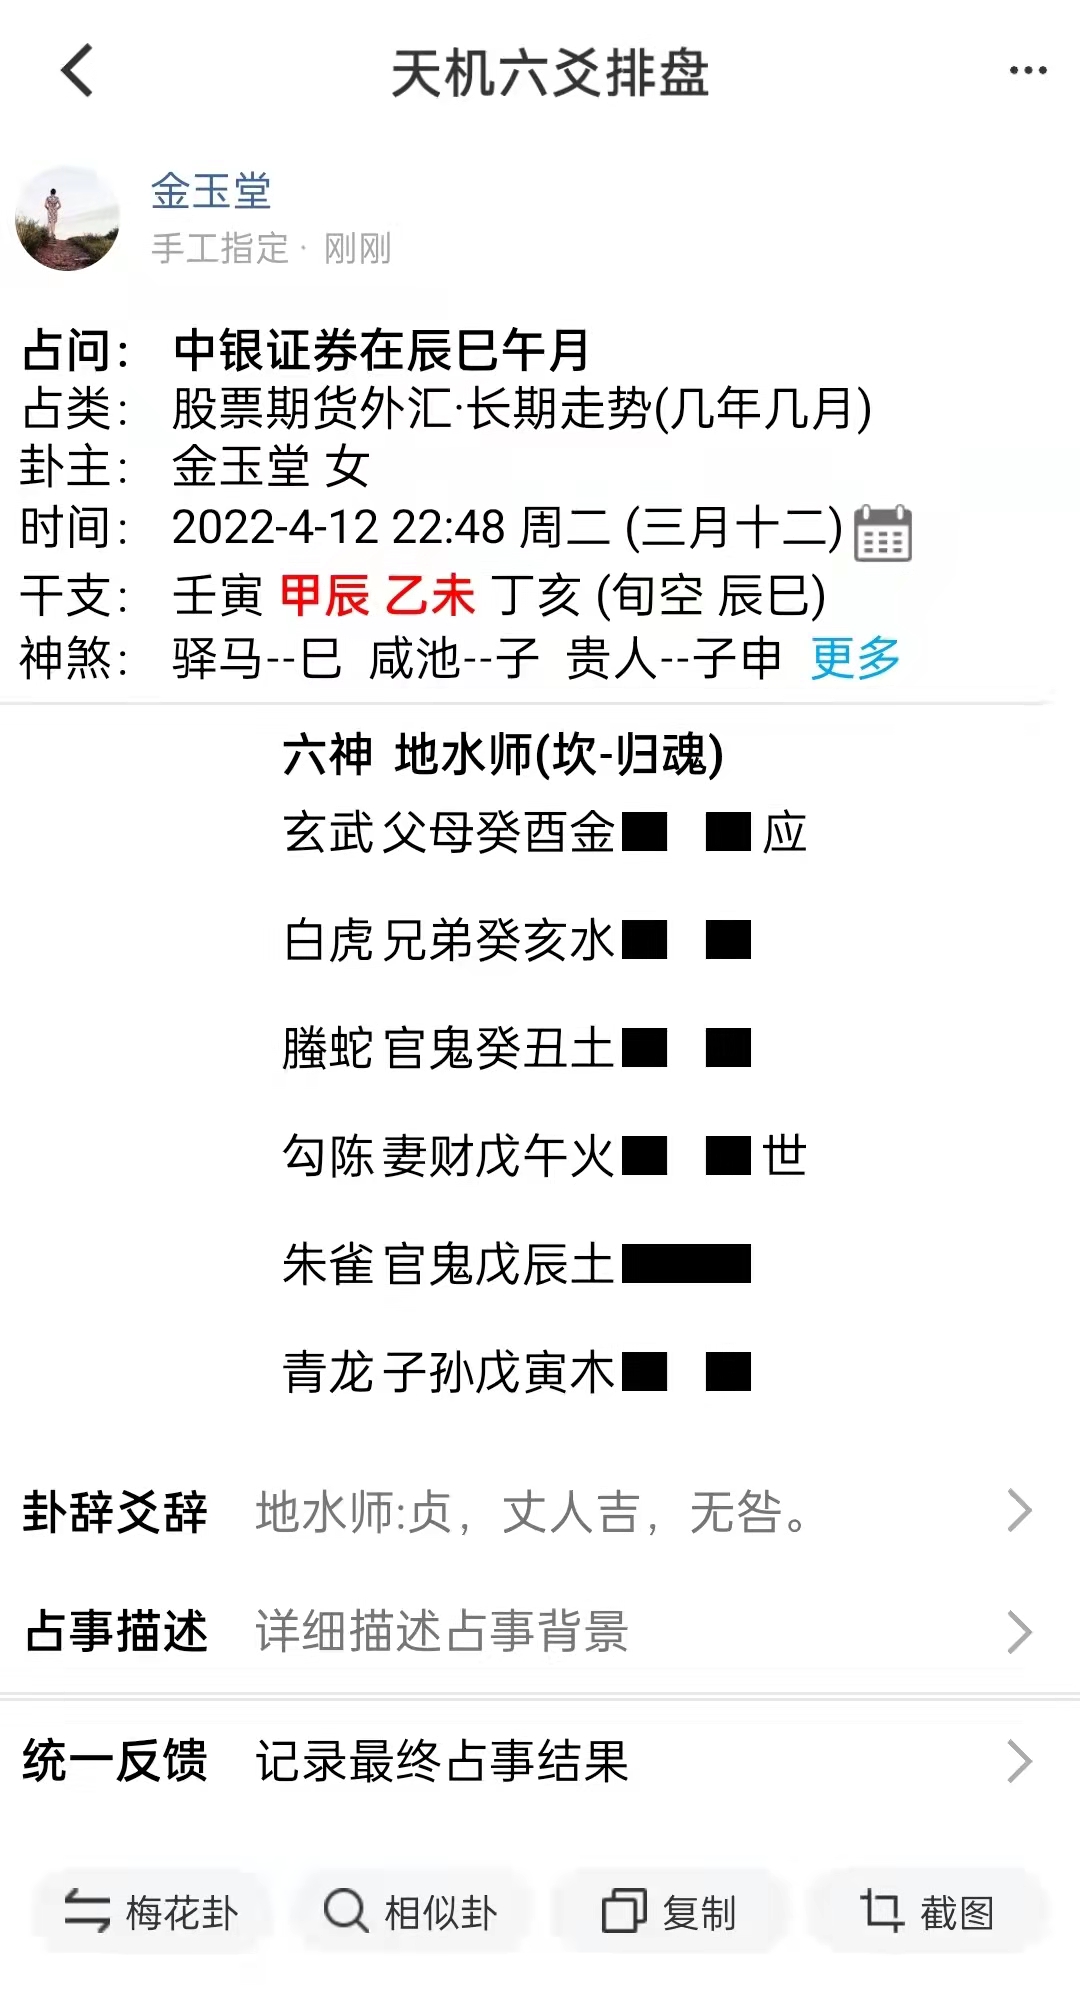 天机六爻排盘
金玉堂
手工指定 · 刚刚
占问： 中银证券在辰巳午月
占类： 股票期货外汇·长期走势(几年几月)
卦主： 金玉堂 女
时间： 2022-4-12 22:48 周二 (三月十二)
干支： 壬寅 甲辰 乙未 丁亥 (旬空 辰巳)
神煞： 驿马--巳 咸池--子 贵人--子申 更多
六神 地水师(坎-归魂)
玄武 父母癸酉金 应
白虎 兄弟癸亥水
螣蛇 官鬼癸丑土
勾陈 妻财戊午火 世
朱雀 官鬼戊辰土
青龙 子孙戊寅木
卦辞爻辞 地水师:贞，丈人吉，无咎。
占事描述 详细描述占事背景
统一反馈 记录最终占事结果
梅花卦 相似卦 复制 截图